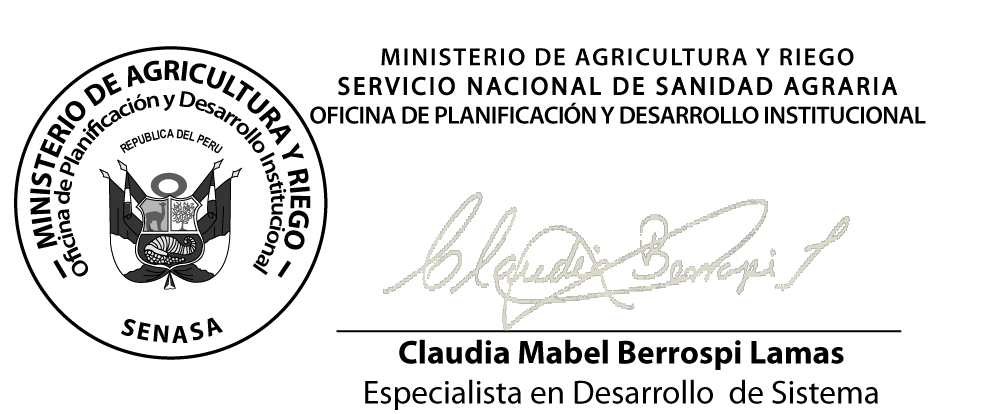 MINISTERIO DE AGRICULTURA Y RIEGO
Oficina de Planificación y Desarrollo Institucional
REPUBLICA DEL PERU
SENASA
MINISTERIO DE AGRICULTURA Y RIEGO
SERVICIO NACIONAL DE SANIDAD AGRARIA
OFICINA DE PLANIFICACIÓN Y DESARROLLO INSTITUCIONAL
Claudia Berrospi L
Claudia Mabel Berrospi Lamas
Especialista en Desarrollo de Sistema